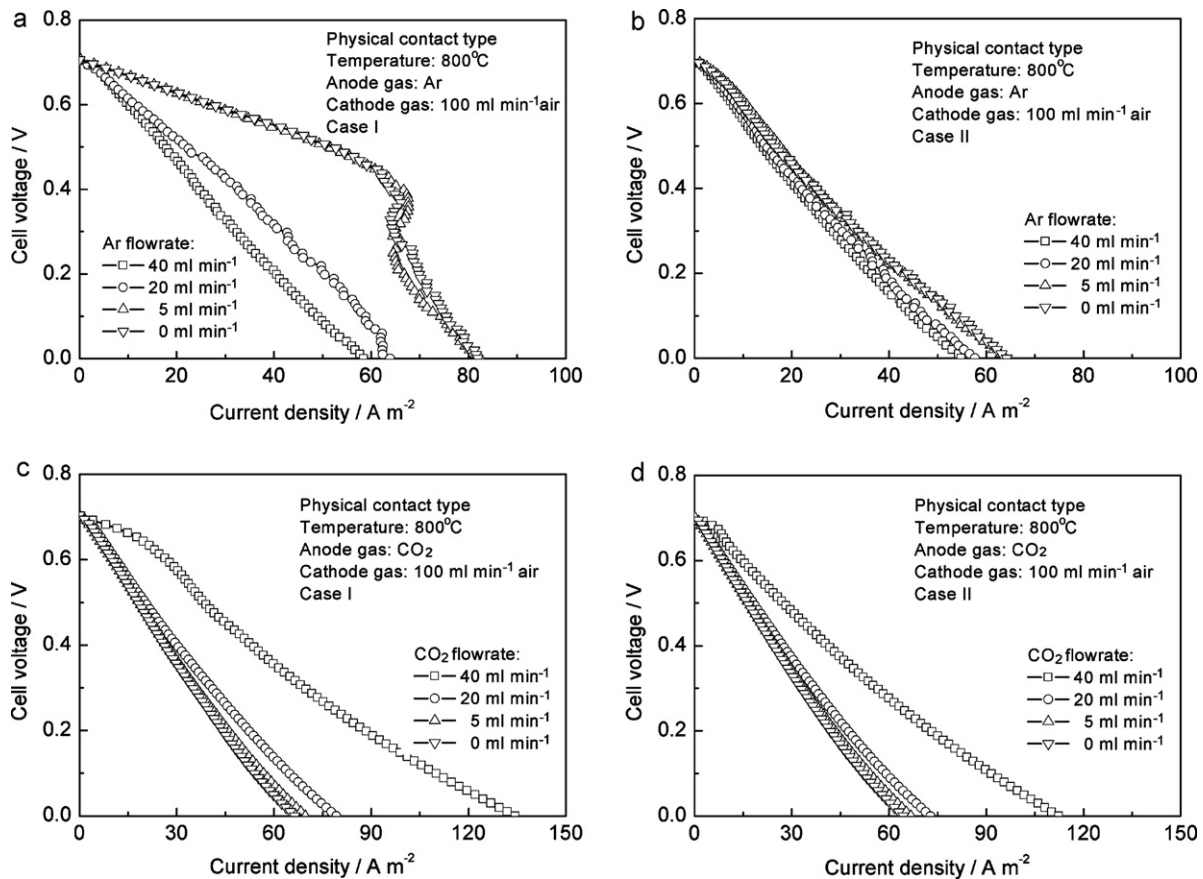 a
0.8
0.6
0.4
0.2
0.0
Cell voltage / V
Physical contact type
Temperature: 800°C
Anode gas: Ar
Cathode gas: 100 ml min⁻¹air
Case I
Ar flowrate:
40 ml min⁻¹
20 ml min⁻¹
5 ml min⁻¹
0 ml min⁻¹
0 20 40 60 80 100
Current density / A m⁻²
b
0.8
0.6
0.4
0.2
0.0
Cell voltage / V
Physical contact type
Temperature: 800°C
Anode gas: Ar
Cathode gas: 100 ml min⁻¹ air
Case II
Ar flowrate:
40 ml min⁻¹
20 ml min⁻¹
5 ml min⁻¹
0 ml min⁻¹
0 20 40 60 80 100
Current density / A m⁻²
c
0.8
0.6
0.4
0.2
0.0
Cell voltage / V
Physical contact type
Temperature: 800°C
Anode gas: CO₂
Cathode gas: 100 ml min⁻¹ air
Case I
CO₂ flowrate:
40 ml min⁻¹
20 ml min⁻¹
5 ml min⁻¹
0 ml min⁻¹
0 30 60 90 120 150
Current density / A m⁻²
d
0.8
0.6
0.4
0.2
0.0
Cell voltage / V
Physical contact type
Temperature: 800°C
Anode gas: CO₂
Cathode gas: 100 ml min⁻¹ air
Case II
CO₂ flowrate:
40 ml min⁻¹
20 ml min⁻¹
5 ml min⁻¹
0 ml min⁻¹
0 30 60 90 120 150
Current density / A m⁻²